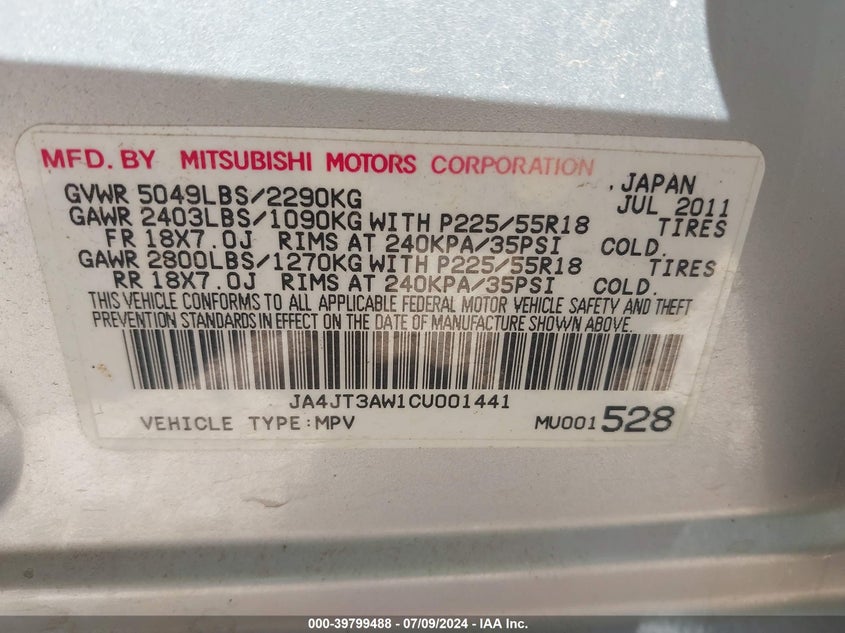 MFD. BY MITSUBISHI MOTORS CORPORATION
, JAPAN
GVWR 5049LBS/2290KG JUL 2011
GAWR 2403LBS/1090KG WITH P225/55R18 TIRES
FR 18X7.0J RIMS AT 240KPA/35PSI COLD.
GAWR 2800LBS/1270KG WITH P225/55R18 TIRES
RR 18X7.0J RIMS AT 240KPA/35PSI COLD.
THIS VEHICLE CONFORMS TO ALL APPLICABLE FEDERAL MOTOR VEHICLE SAFETY AND THEFT
PREVENTION STANDARDS IN EFFECT ON THE DATE OF MANUFACTURE SHOWN ABOVE.
JA4JT3AW1CU001441
VEHICLE TYPE:MPV MU001528
000-39799488 - 07/09/2024 - IAA Inc.